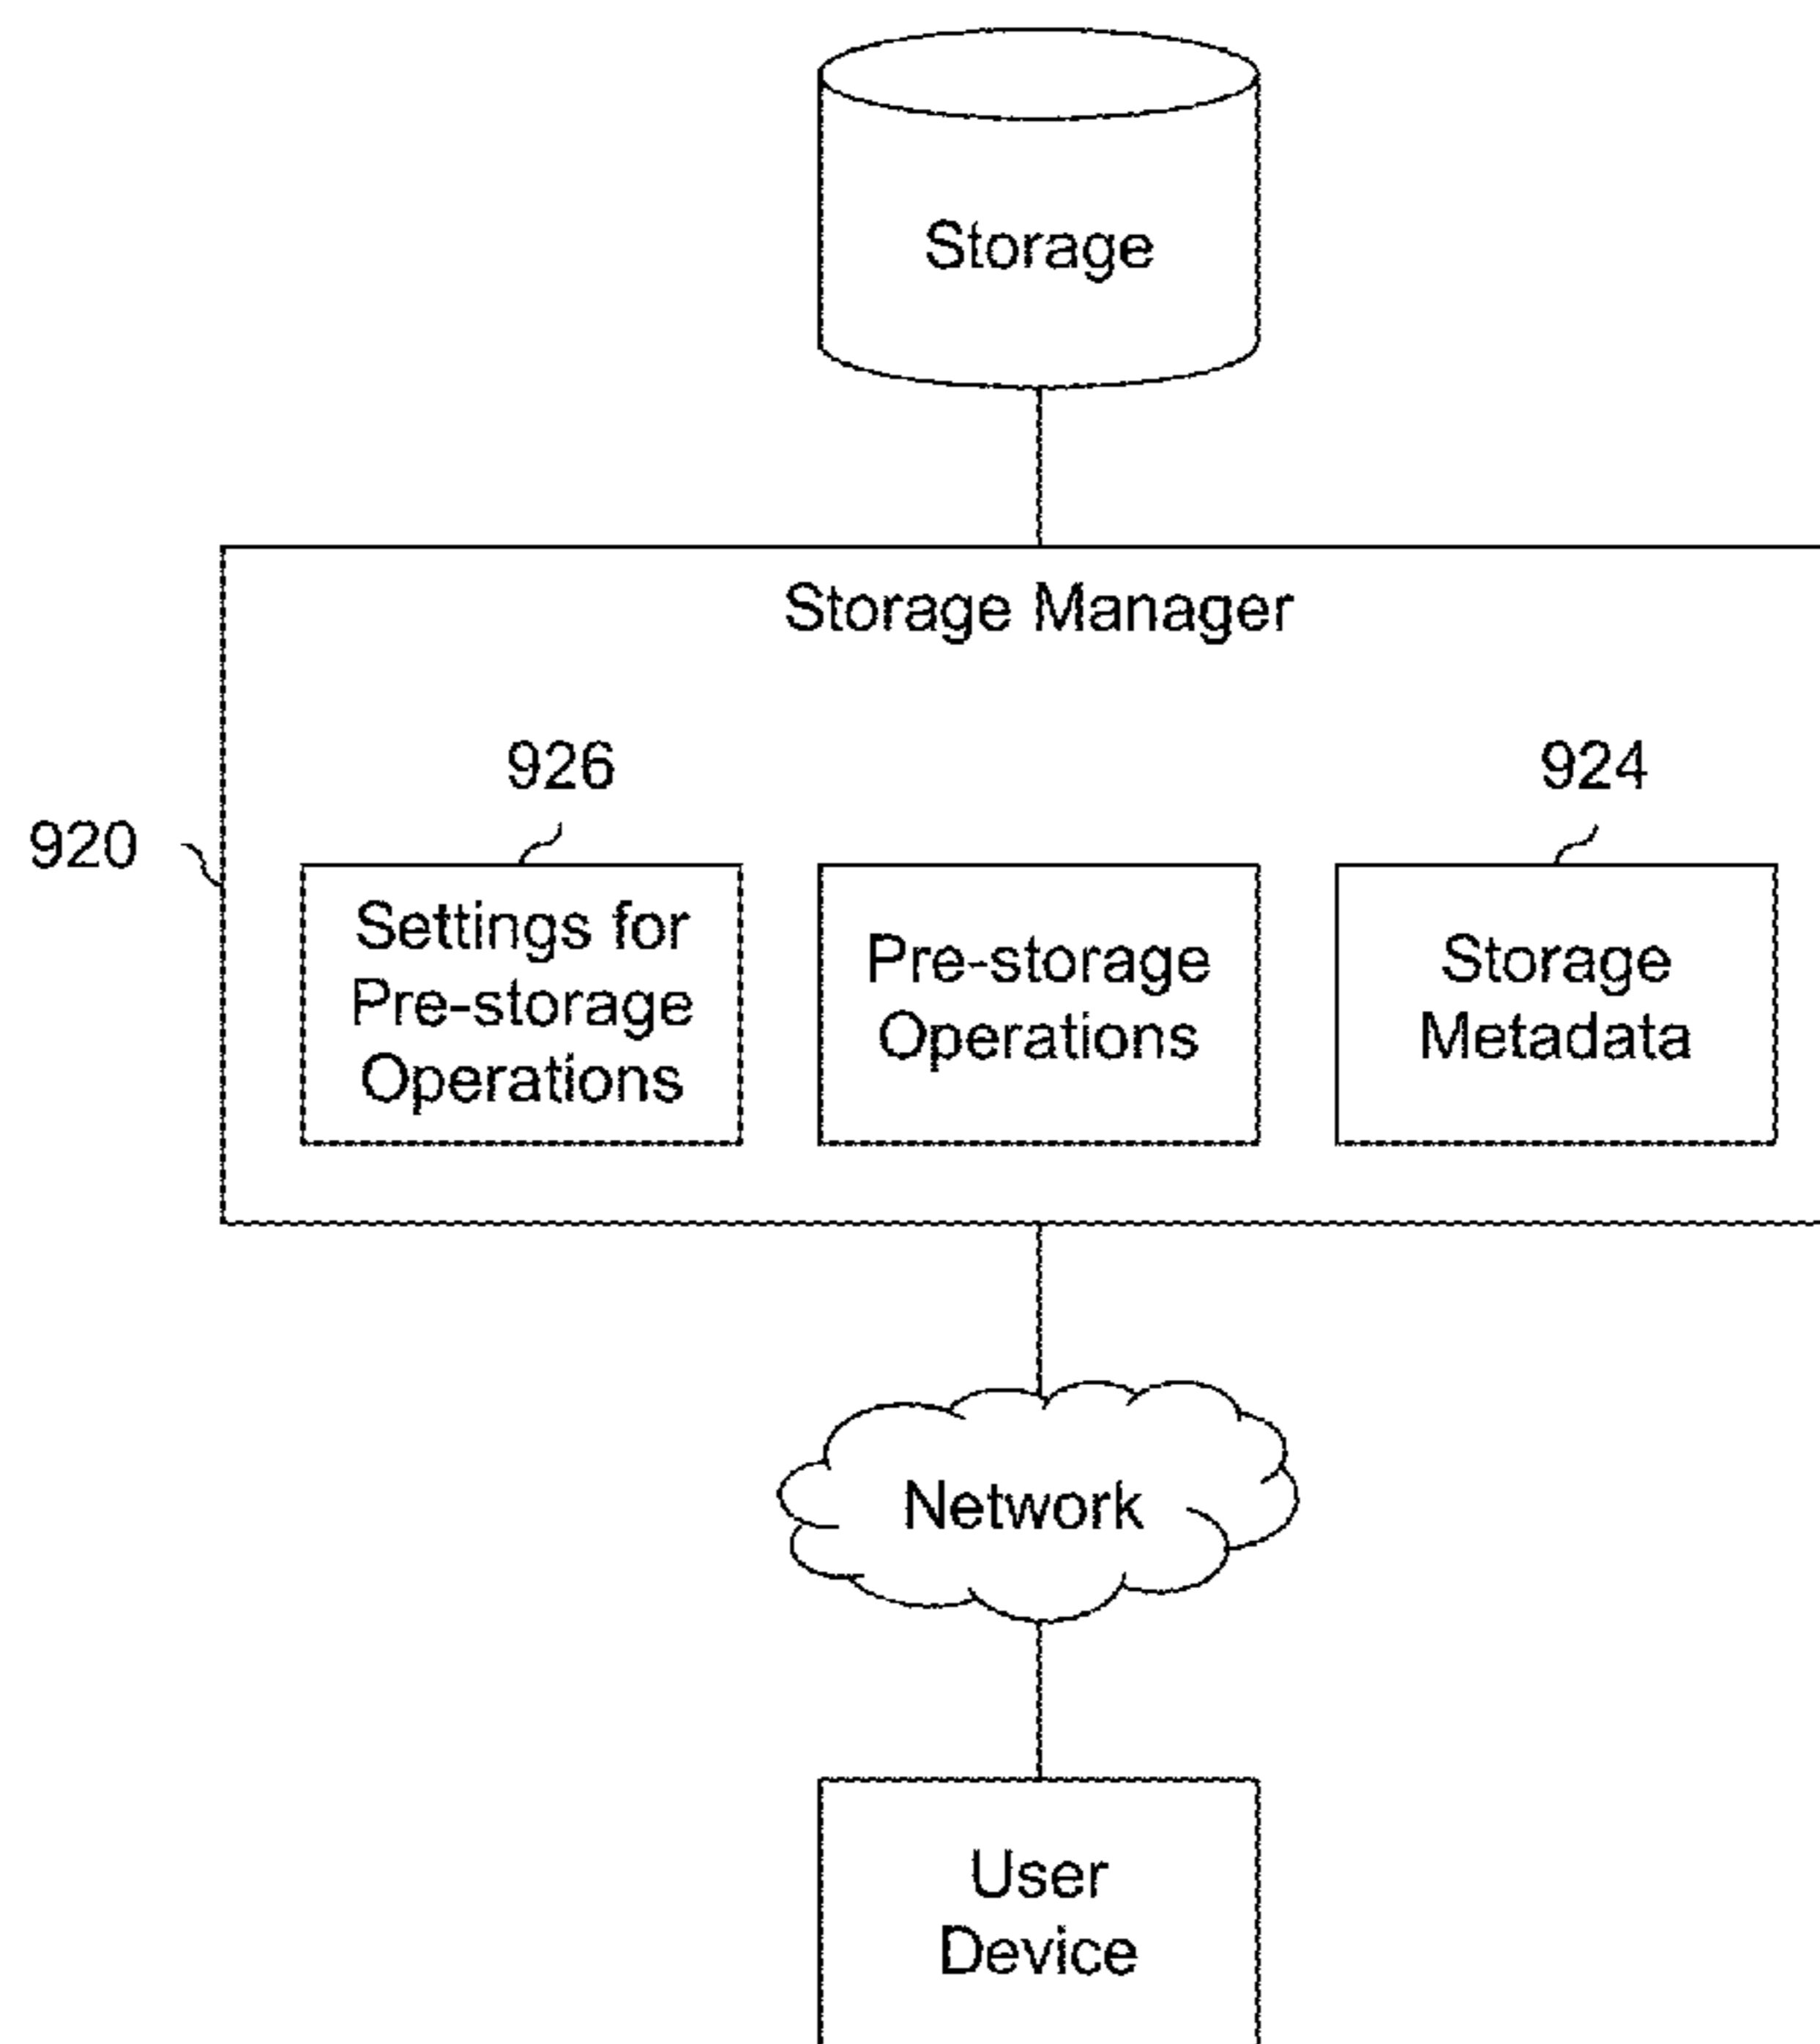 Storage
Storage Manager
926
924
920
Settings for
Pre-storage
Operations
Pre-storage
Operations
Storage
Metadata
Network
User
Device